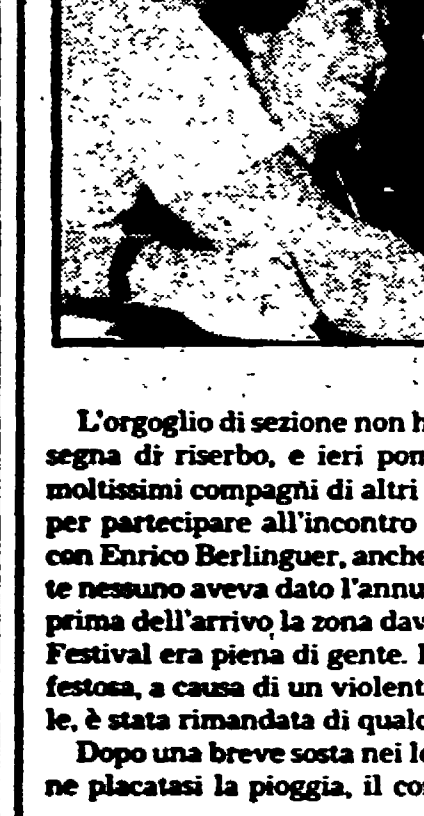 L'orgoglio di sezione non h
segna di riserbo, e ieri pom
moltissimi compagni di altri
per partecipare all'incontro
con Enrico Berlinguer, anche
te nessuno aveva dato l'annu
prima dell'arrivo la zona dav
Festival era piena di gente.
festosa, a causa di un violent
le, è stata rimandata di qualc
Dopo una breve sosta nei lo
ne placatasi la pioggia, il co